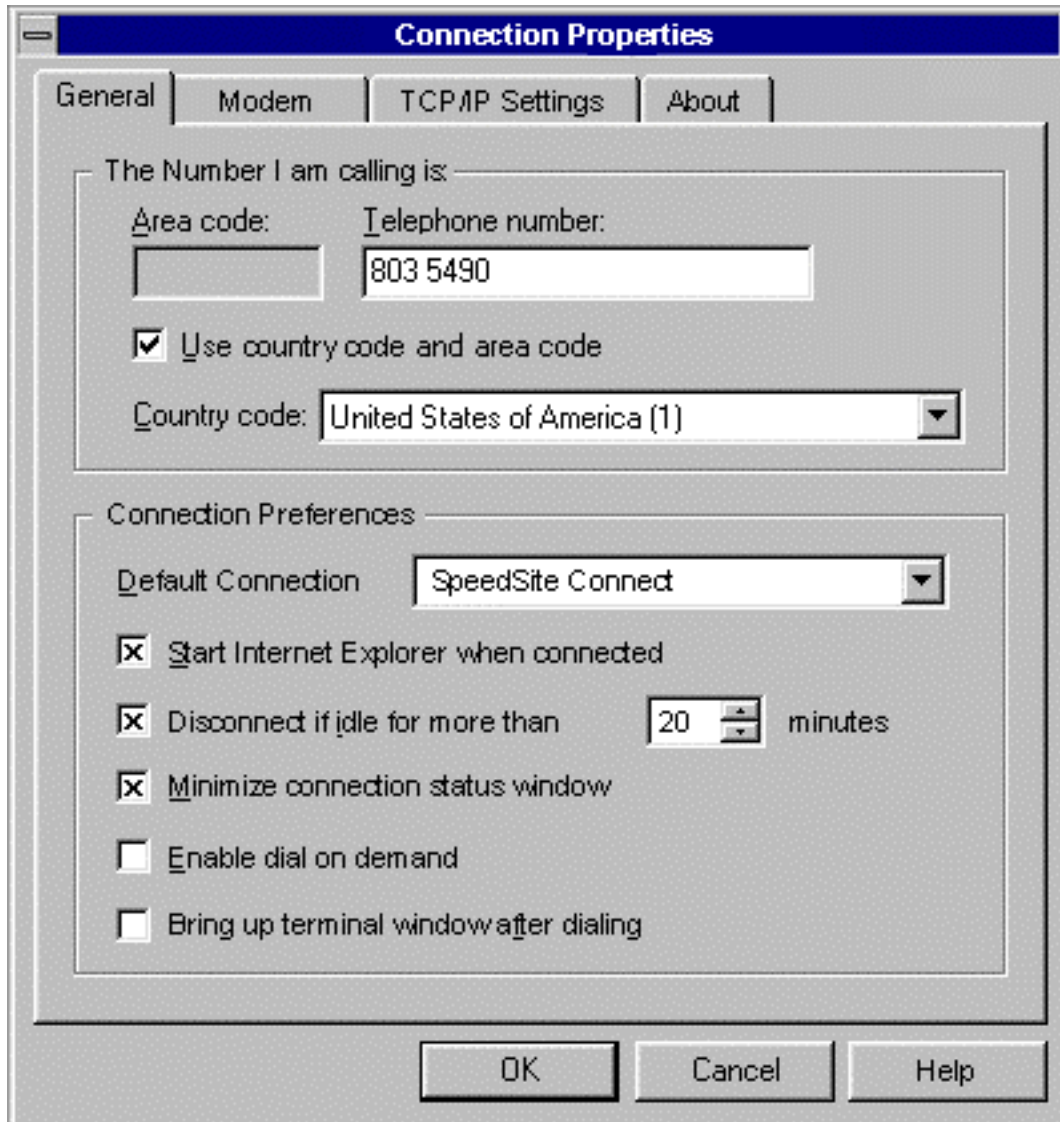 Connection Properties
General Modem TCP/IP Settings About
The Number I am calling is:
Area code: Telephone number:
803 5490
Use country code and area code
Country code: United States of America (1)
Connection Preferences
Default Connection SpeedSite Connect
Start Internet Explorer when connected
Disconnect if idle for more than 20 minutes
Minimize connection status window
Enable dial on demand
Bring up terminal window after dialing
OK Cancel Help